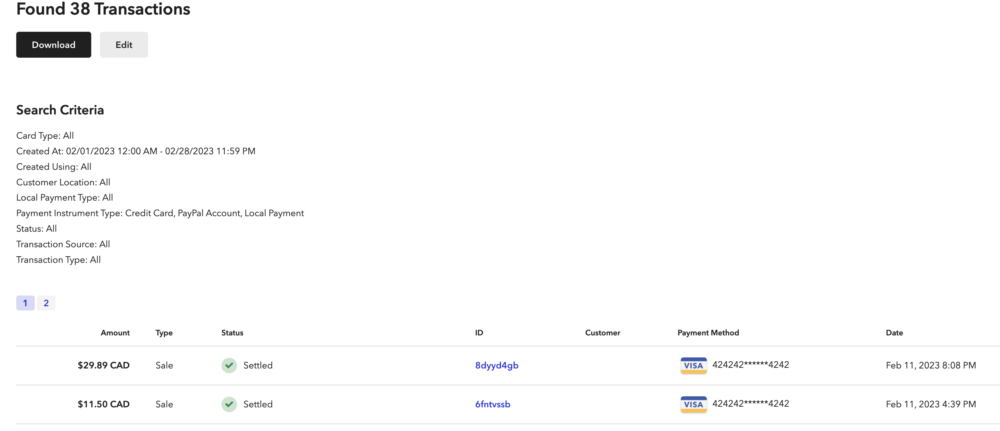 Found 38 Transactions
Download Edit
Search Criteria
Card Type: All
Created At: 02/01/2023 12:00 AM - 02/28/2023 11:59 PM
Created Using: All
Customer Location: All
Local Payment Type: All
Payment Instrument Type: Credit Card, PayPal Account, Local Payment
Status: All
Transaction Source: All
Transaction Type: All
1 2
Amount Type Status ID Customer Payment Method Date
$29.89 CAD Sale Settled 8dyyd4gb VISA 424242******4242 Feb 11, 2023 8:08 PM
$11.50 CAD Sale Settled 6fntvssb VISA 424242******4242 Feb 11, 2023 4:39 PM